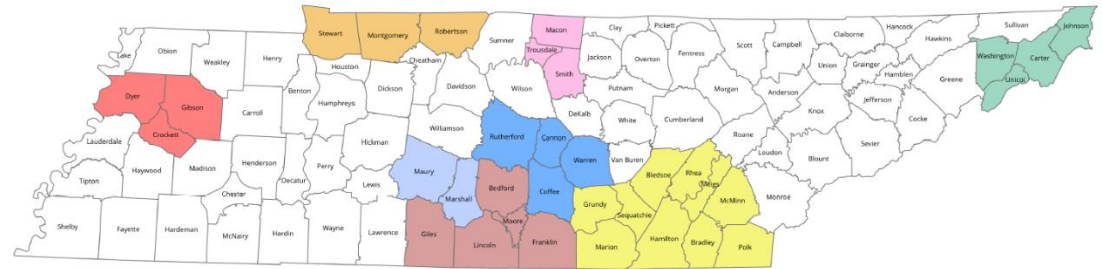 Stewart
Montgomery
Robertson
Sumner
Macon
Trousdale
Smith
Clay
Pickett
Jackson
Overton
Fentress
Scott
Campbell
Claiborne
Hancock
Hawkins
Sullivan
Johnson
Lake
Obion
Weakley
Henry
Houston
Cheatham
Benton
Humphreys
Dickson
Davidson
Wilson
Putnam
Morgan
Anderson
Union
Grainger
Hamblen
Greene
Washington
Carter
Unicoi
Dyer
Gibson
Crockett
Carroll
Williamson
DeKalb
White
Cumberland
Knox
Jefferson
Cocke
Sevier
Lauderdale
Haywood
Madison
Henderson
Decatur
Perry
Hickman
Lewis
Maury
Marshall
Rutherford
Cannon
Warren
Van Buren
Coffee
Bledsoe
Rhea
Meigs
McMinn
Roane
Loudon
Blount
Monroe
Tipton
Chester
Bedford
Moore
Grundy
Sequatchie
Shelby
Fayette
Hardeman
McNairy
Hardin
Wayne
Lawrence
Giles
Lincoln
Franklin
Marion
Hamilton
Bradley
Polk